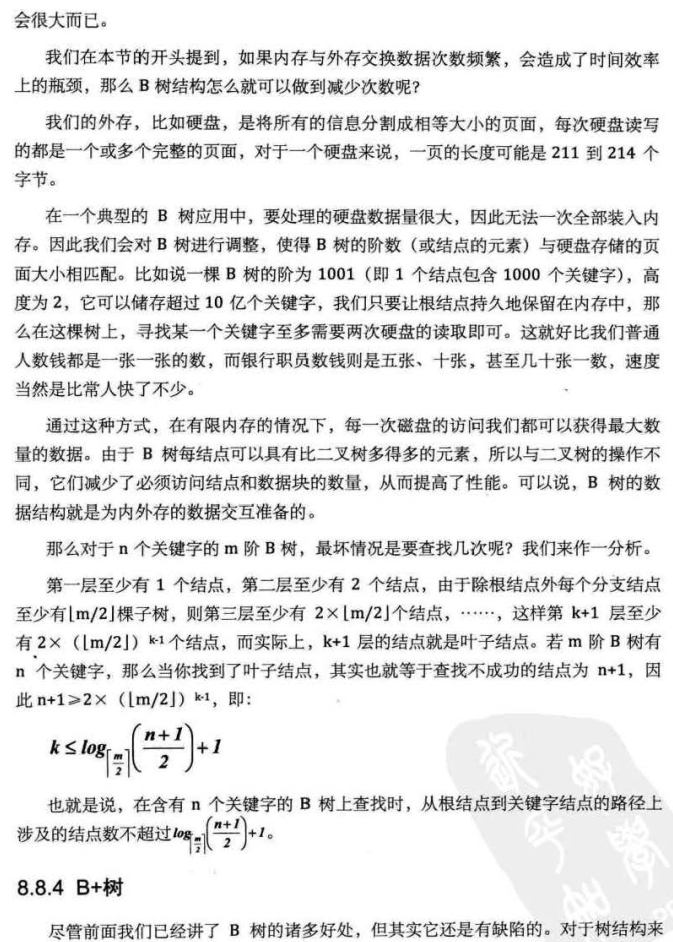 会很大而已。
我们在本节的开头提到，如果内存与外存交换数据次数频繁，会造成了时间效率
上的瓶颈，那么 B 树结构怎么就可以做到减少次数呢？
我们的外存，比如硬盘，是将所有的信息分割成相等大小的页面，每次硬盘读写
的都是一个或多个完整的页面，对于一个硬盘来说，一页的长度可能是 211 到 214 个
字节。
在一个典型的 B 树应用中，要处理的硬盘数据量很大，因此无法一次全部装入内
存。因此我们会对 B 树进行调整，使得 B 树的阶数（或结点的元素）与硬盘存储的页
面大小相匹配。比如说一棵 B 树的阶为 1001（即 1 个结点包含 1000 个关键字），高
度为 2，它可以储存超过 10 亿个关键字，我们只要让根结点持久地保留在内存中，那
么在这棵树上，寻找某一个关键字至多需要两次硬盘的读取即可。这就好比我们普通
人数钱都是一张一张的数，而银行职员数钱则是五张、十张，甚至几十张一数，速度
当然是比常人快了不少。
通过这种方式，在有限内存的情况下，每一次磁盘的访问我们都可以获得最大数
量的数据。由于 B 树每结点可以具有比二叉树多得多的元素，所以与二叉树的操作不
同，它们减少了必须访问结点和数据块的数量，从而提高了性能。可以说，B 树的数
据结构就是为内外存的数据交互准备的。
那么对于 n 个关键字的 m 阶 B 树，最坏情况是要查找几次呢？我们来作一分析。
第一层至少有 1 个结点，第二层至少有 2 个结点，由于除根结点外每个分支结点
至少有⌊m/2⌋棵子树，则第三层至少有 2×⌊m/2⌋个结点，……，这样第 k+1 层至少
有 2×（⌊m/2⌋）k-1 个结点，而实际上，k+1 层的结点就是叶子结点。若 m 阶 B 树有
n 个关键字，那么当你找到了叶子结点，其实也就等于查找不成功的结点为 n+1，因
此 n+1≥2×（⌊m/2⌋）k-1，即：
k ≤ log⌈m/2⌉((n+1)/2)+1
也就是说，在含有 n 个关键字的 B 树上查找时，从根结点到关键字结点的路径上
涉及的结点数不超过 log⌈m/2⌉((n+1)/2)+1。
8.8.4 B+树
尽管前面我们已经讲了 B 树的诸多好处，但其实它还是有缺陷的。对于树结构来